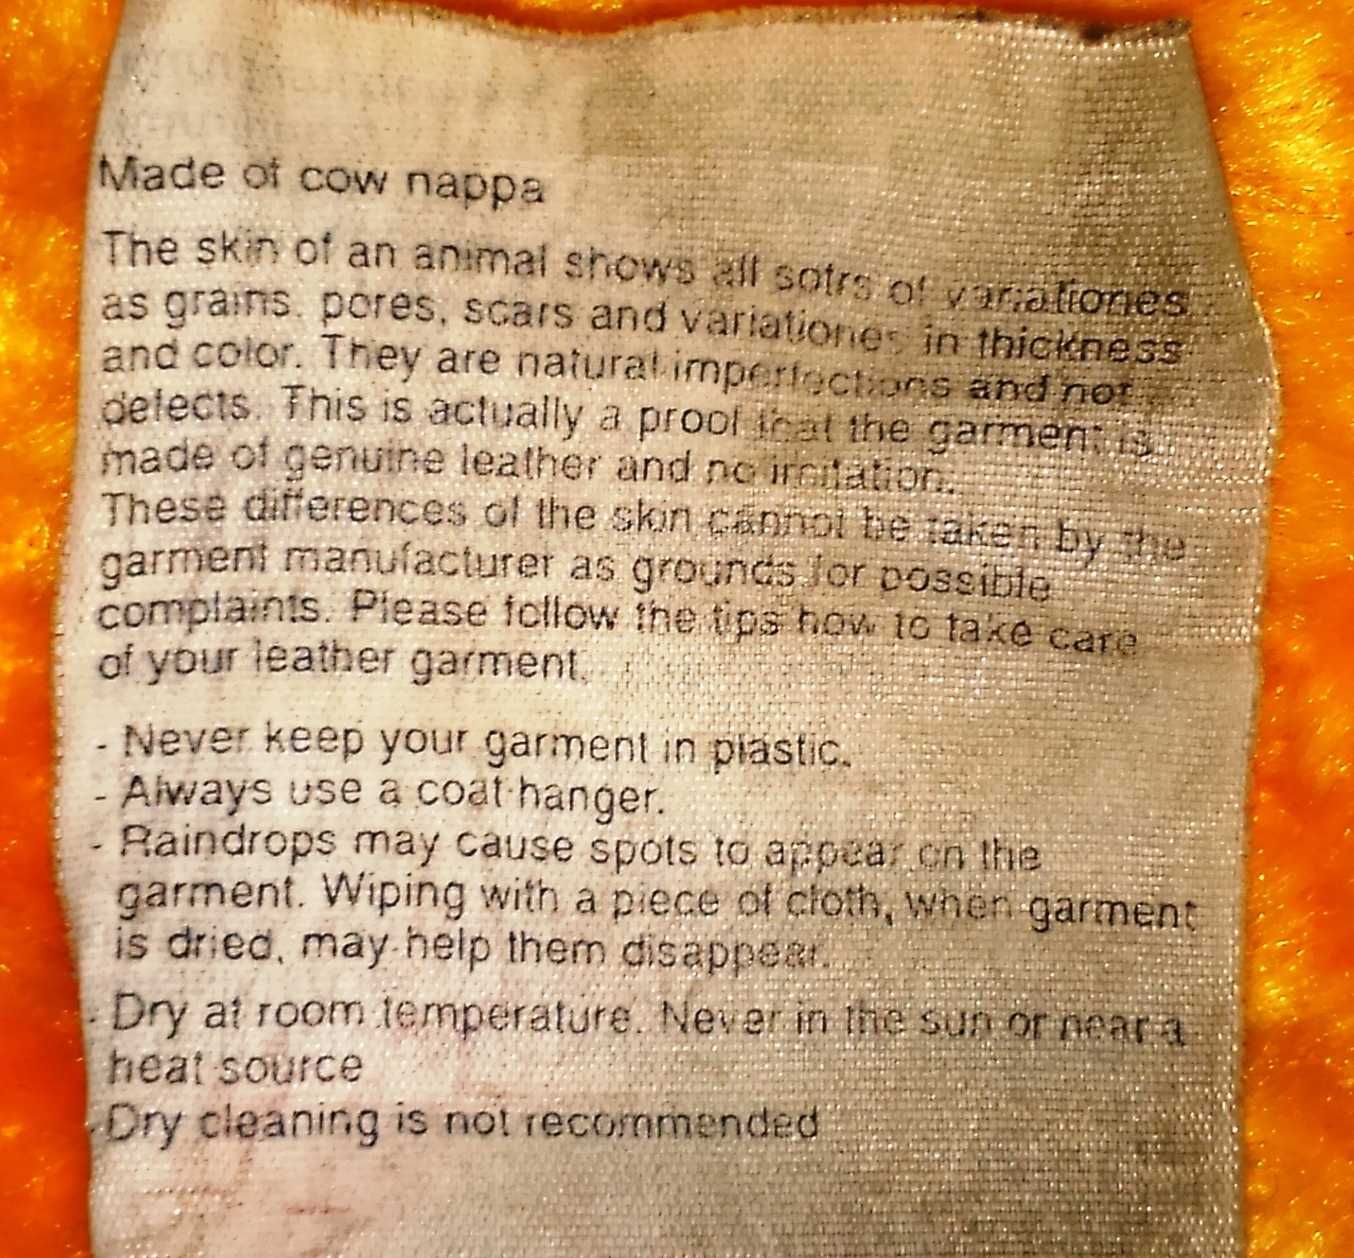 Made of cow nappa
The skin of an animal shows all sotrs of variationes
as grains. pores, scars and variationes in thickness
and color. They are natural imperfections and not
defects. This is actually a proof that the garment is
made of genuine leather and no imitation.
These differences of the skin cannot be taken by the
garment manufacturer as grounds for possible
complaints. Please follow the tips how to take care
of your leather garment.
- Never keep your garment in plastic.
- Always use a coat hanger.
- Raindrops may cause spots to appear on the
garment. Wiping with a piece of cloth, when garment
is dried, may help them disappear.
- Dry at room temperature. Never in the sun or near a
heat source
- Dry cleaning is not recommended